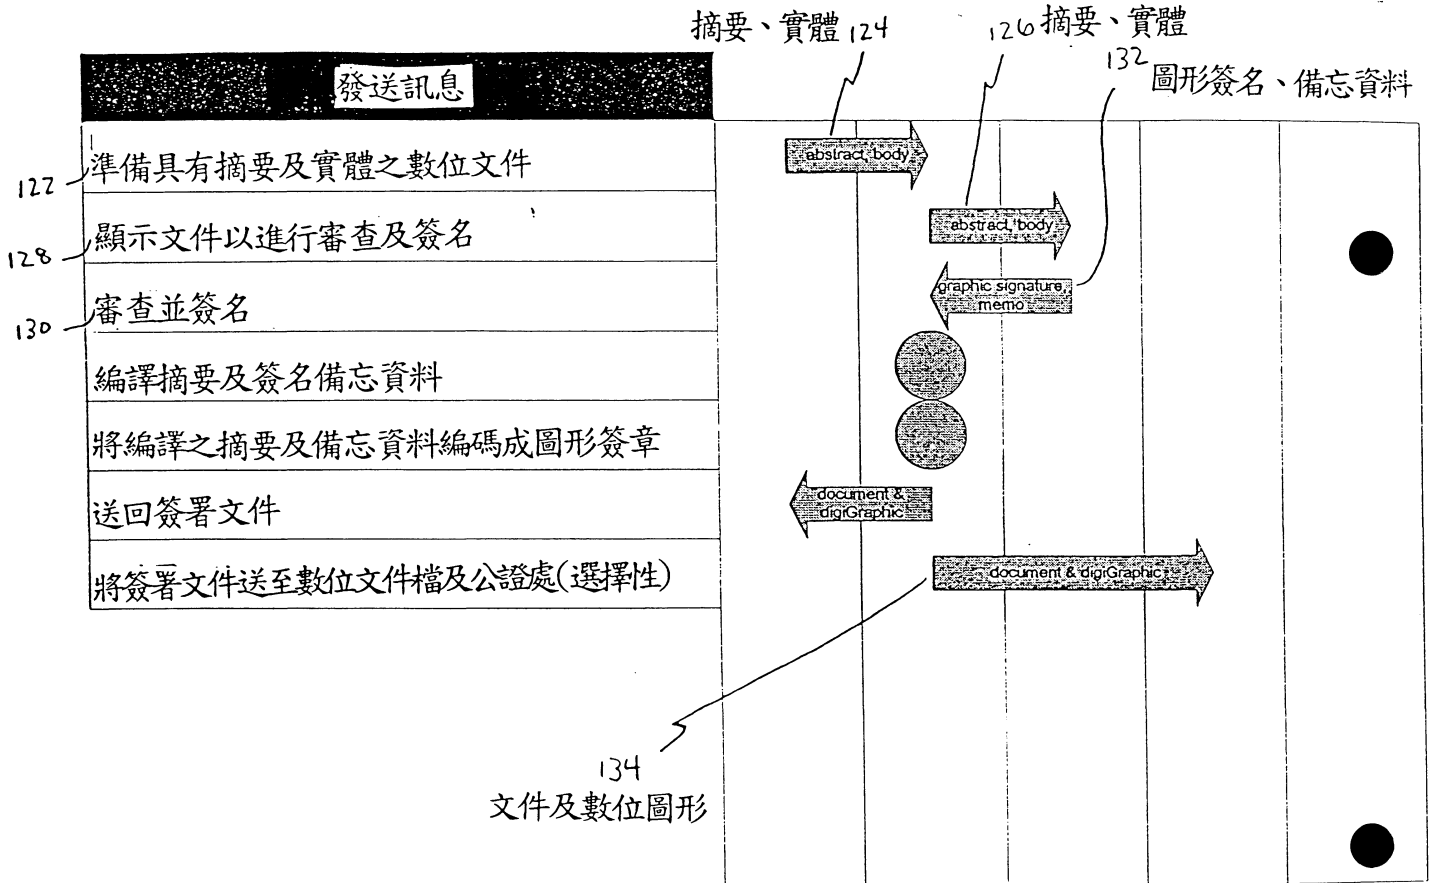 摘要、實體 124
126 摘要、實體
132
圖形簽名、備忘資料
發送訊息
abstract, body
準備具有摘要及實體之數位文件
122
abstract, body
顯示文件以進行審查及簽名
128
graphic signature,
memo
審查並簽名
130
編譯摘要及簽名備忘資料
將編譯之摘要及備忘資料編碼成圖形簽章
document &
digiGraphic
送回簽署文件
將簽署文件送至數位文件檔及公證處(選擇性)
document & digiGraphic
134
文件及數位圖形